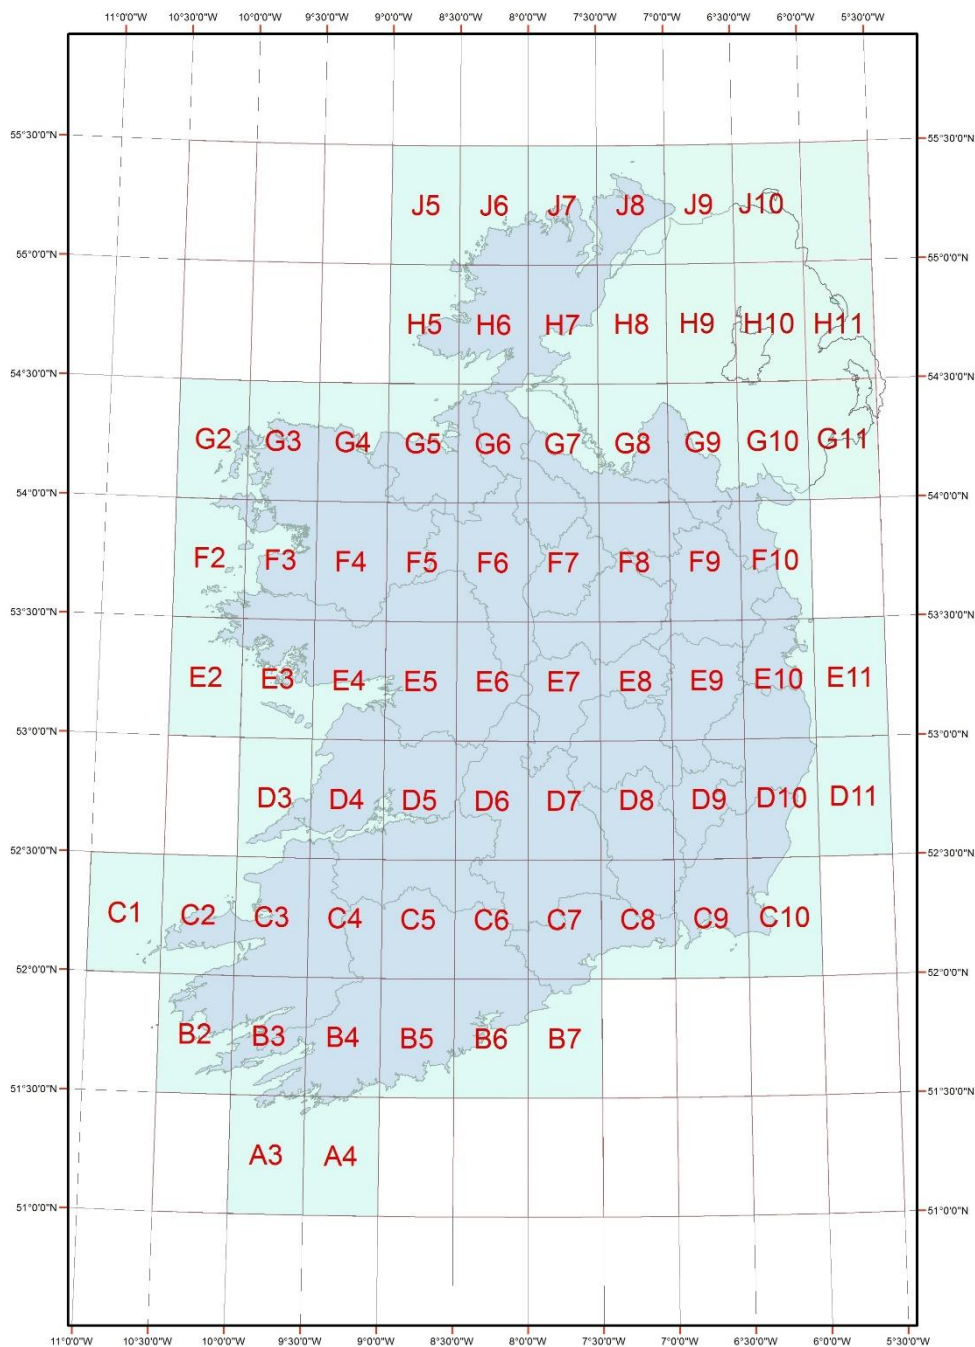 11°0'0"W 10°30'0"W 10°0'0"W 9°30'0"W 9°0'0"W 8°30'0"W 8°0'0"W 7°30'0"W 7°0'0"W 6°30'0"W 6°0'0"W 5°30'0"W
55°30'0"N 55°30'0"N
J5 J6 J7 J8 J9 J10
56°0'0"N 55°0'0"N
H5 H6 H7 H8 H9 H10 H11
54°30'0"N 54°30'0"N
G2 G3 G4 G5 G6 G7 G8 G9 G10 G11
54°0'0"N 54°0'0"N
F2 F3 F4 F5 F6 F7 F8 F9 F10
53°30'0"N 53°30'0"N
E2 E3 E4 E5 E6 E7 E8 E9 E10 E11
53°0'0"N 53°0'0"N
D3 D4 D5 D6 D7 D8 D9 D10 D11
52°30'0"N 52°30'0"N
C1 C2 C3 C4 C5 C6 C7 C8 C9 C10
52°0'0"N 52°0'0"N
B2 B3 B4 B5 B6 B7
51°30'0"N 51°30'0"N
A3 A4
51°0'0"N 51°0'0"N
11°0'0"W 10°30'0"W 10°0'0"W 9°30'0"W 9°0'0"W 8°30'0"W 8°0'0"W 7°30'0"W 7°0'0"W 6°30'0"W 6°0'0"W 5°30'0"W